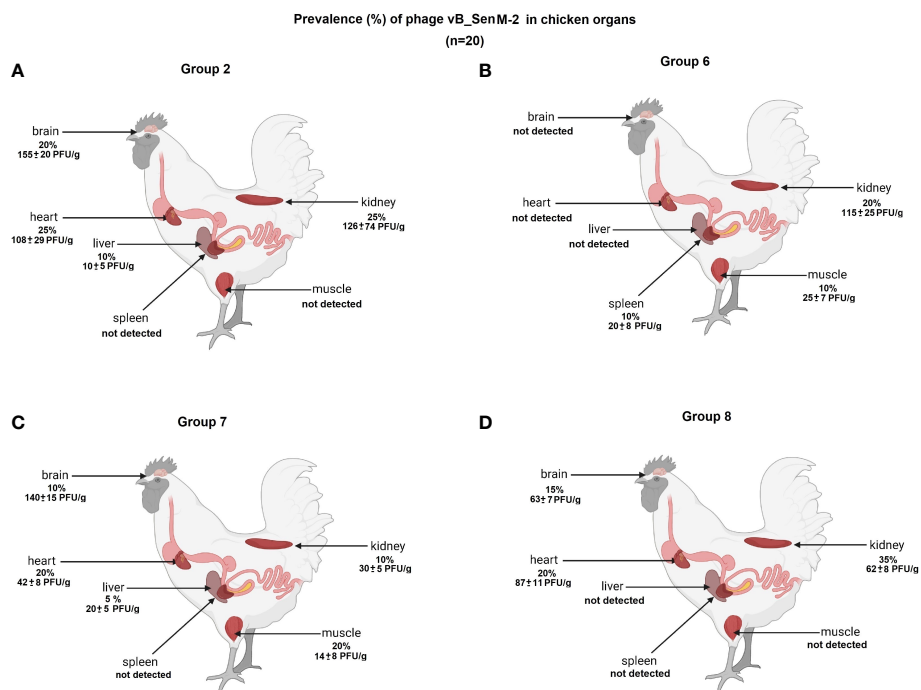 Prevalence (%) of phage vB_SenM-2 in chicken organs
(n=20)
A
Group 2
brain
20%
155±20 PFU/g
heart
25%
108±29 PFU/g
liver
10%
10±5 PFU/g
spleen
not detected
kidney
25%
126±74 PFU/g
muscle
not detected
B
Group 6
brain
not detected
heart
not detected
liver
not detected
spleen
10%
20±8 PFU/g
kidney
20%
115±25 PFU/g
muscle
10%
25±7 PFU/g
C
Group 7
brain
10%
140±15 PFU/g
heart
20%
42±8 PFU/g
liver
5 %
20±5 PFU/g
spleen
not detected
kidney
10%
30±5 PFU/g
muscle
20%
14±8 PFU/g
D
Group 8
brain
15%
63±7 PFU/g
heart
20%
87±11 PFU/g
liver
not detected
spleen
not detected
kidney
35%
62±8 PFU/g
muscle
not detected